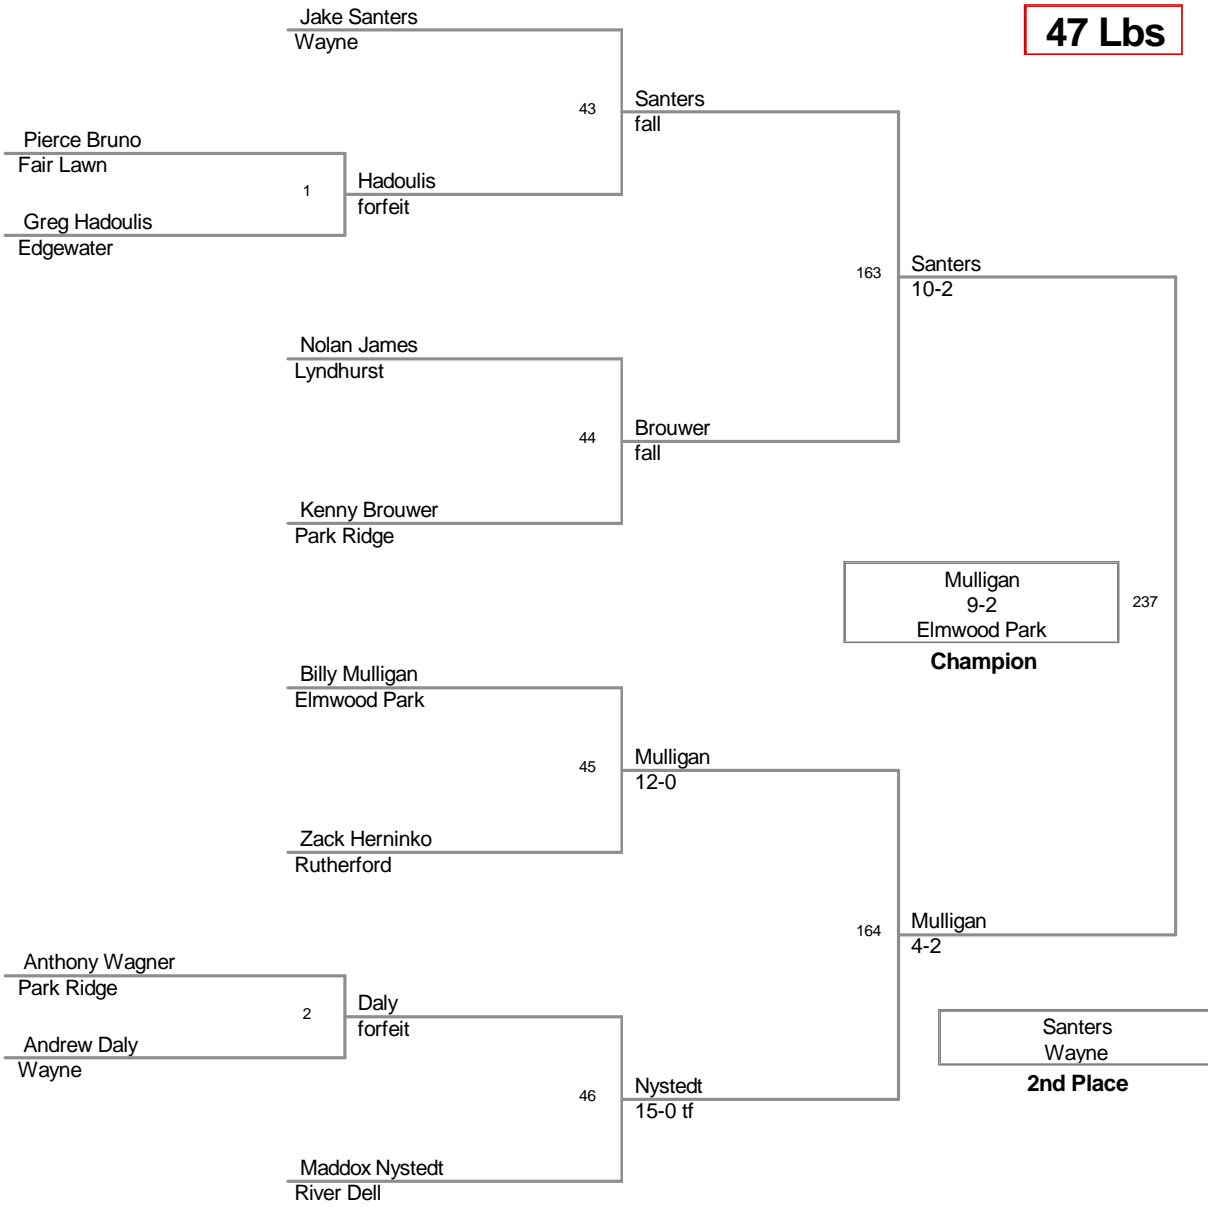 Jake Santers
Wayne
47 Lbs
43
Santers
fall
Pierce Bruno
Fair Lawn
1
Hadoulis
forfeit
Greg Hadoulis
Edgewater
163
Santers
10-2
Nolan James
Lyndhurst
44
Brouwer
fall
Kenny Brouwer
Park Ridge
Mulligan
9-2
Elmwood Park
237
Champion
Billy Mulligan
Elmwood Park
45
Mulligan
12-0
Zack Herninko
Rutherford
164
Mulligan
4-2
Anthony Wagner
Park Ridge
2
Daly
forfeit
Andrew Daly
Wayne
Santers
Wayne
2nd Place
46
Nystedt
15-0 tf
Maddox Nystedt
River Dell